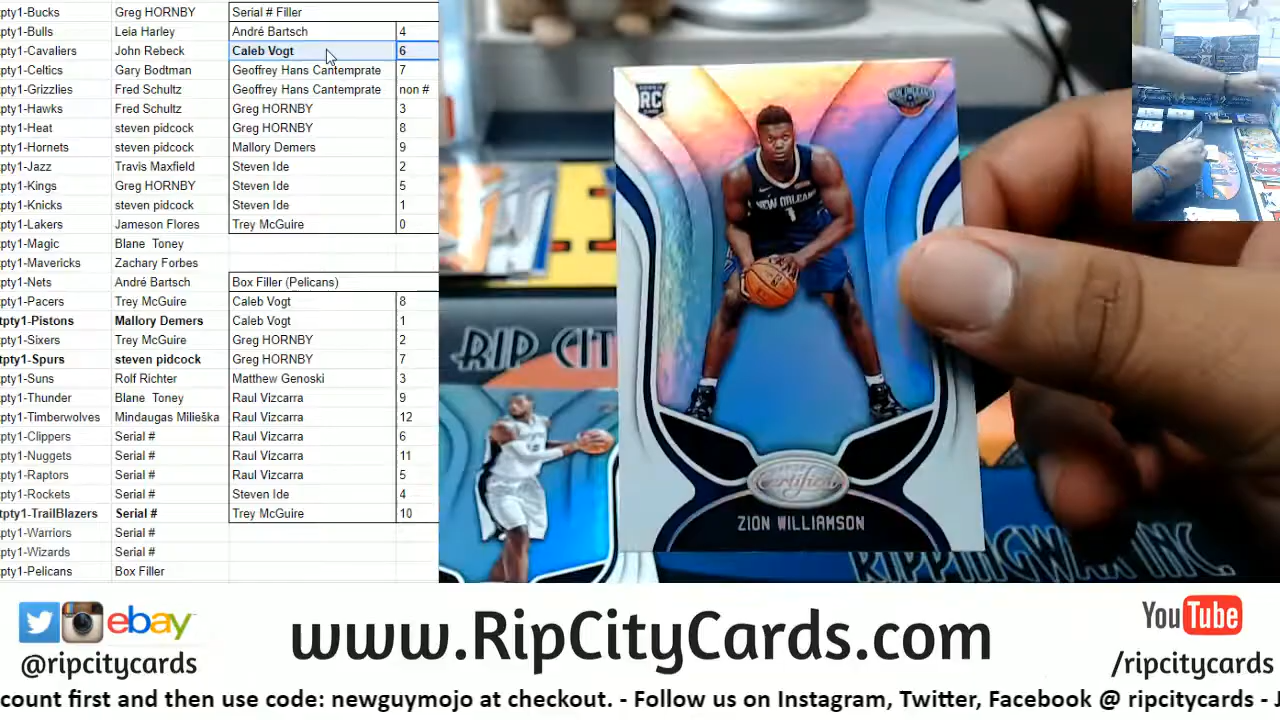 pty1-Bucks Greg HORNBY Serial # Filler
pty1-Bulls Leia Harley André Bartsch 4
pty1-Cavaliers John Rebeck Caleb Vogt 6
pty1-Celtics Gary Bodtman Geoffrey Hans Cantemprate 7
pty1-Grizzlies Fred Schultz Geoffrey Hans Cantemprate non #
pty1-Hawks Fred Schultz Greg HORNBY 3
pty1-Heat steven pidcock Greg HORNBY 8
pty1-Hornets steven pidcock Mallory Demers 9
pty1-Jazz Travis Maxfield Steven Ide 2
pty1-Kings Greg HORNBY Steven Ide 5
pty1-Knicks steven pidcock Steven Ide 1
pty1-Lakers Jameson Flores Trey McGuire 0
pty1-Magic Blane Toney
pty1-Mavericks Zachary Forbes
pty1-Nets André Bartsch Box Filler (Pelicans)
pty1-Pacers Trey McGuire Caleb Vogt 8
tpty1-Pistons Mallory Demers Caleb Vogt 1
pty1-Sixers Trey McGuire Greg HORNBY 2
tpty1-Spurs steven pidcock Greg HORNBY 7
pty1-Suns Rolf Richter Matthew Genoski 3
pty1-Thunder Blane Toney Raul Vizcarra 9
pty1-Timberwolves Mindaugas Milieška Raul Vizcarra 12
pty1-Clippers Serial # Raul Vizcarra 6
pty1-Nuggets Serial # Raul Vizcarra 11
pty1-Raptors Serial # Raul Vizcarra 5
pty1-Rockets Serial # Steven Ide 4
tpty1-TrailBlazers Serial # Trey McGuire 10
pty1-Warriors Serial #
pty1-Wizards Serial #
pty1-Pelicans Box Filler
RC
NEW ORLEANS
1
Certified
ZION WILLIAMSON
RIP CIT
RIPPINGWAX INC.
ebay
@ripcitycards
www.RipCityCards.com
YouTube
/ripcitycards
count first and then use code: newguymojo at checkout. - Follow us on Instagram, Twitter, Facebook @ ripcitycards -